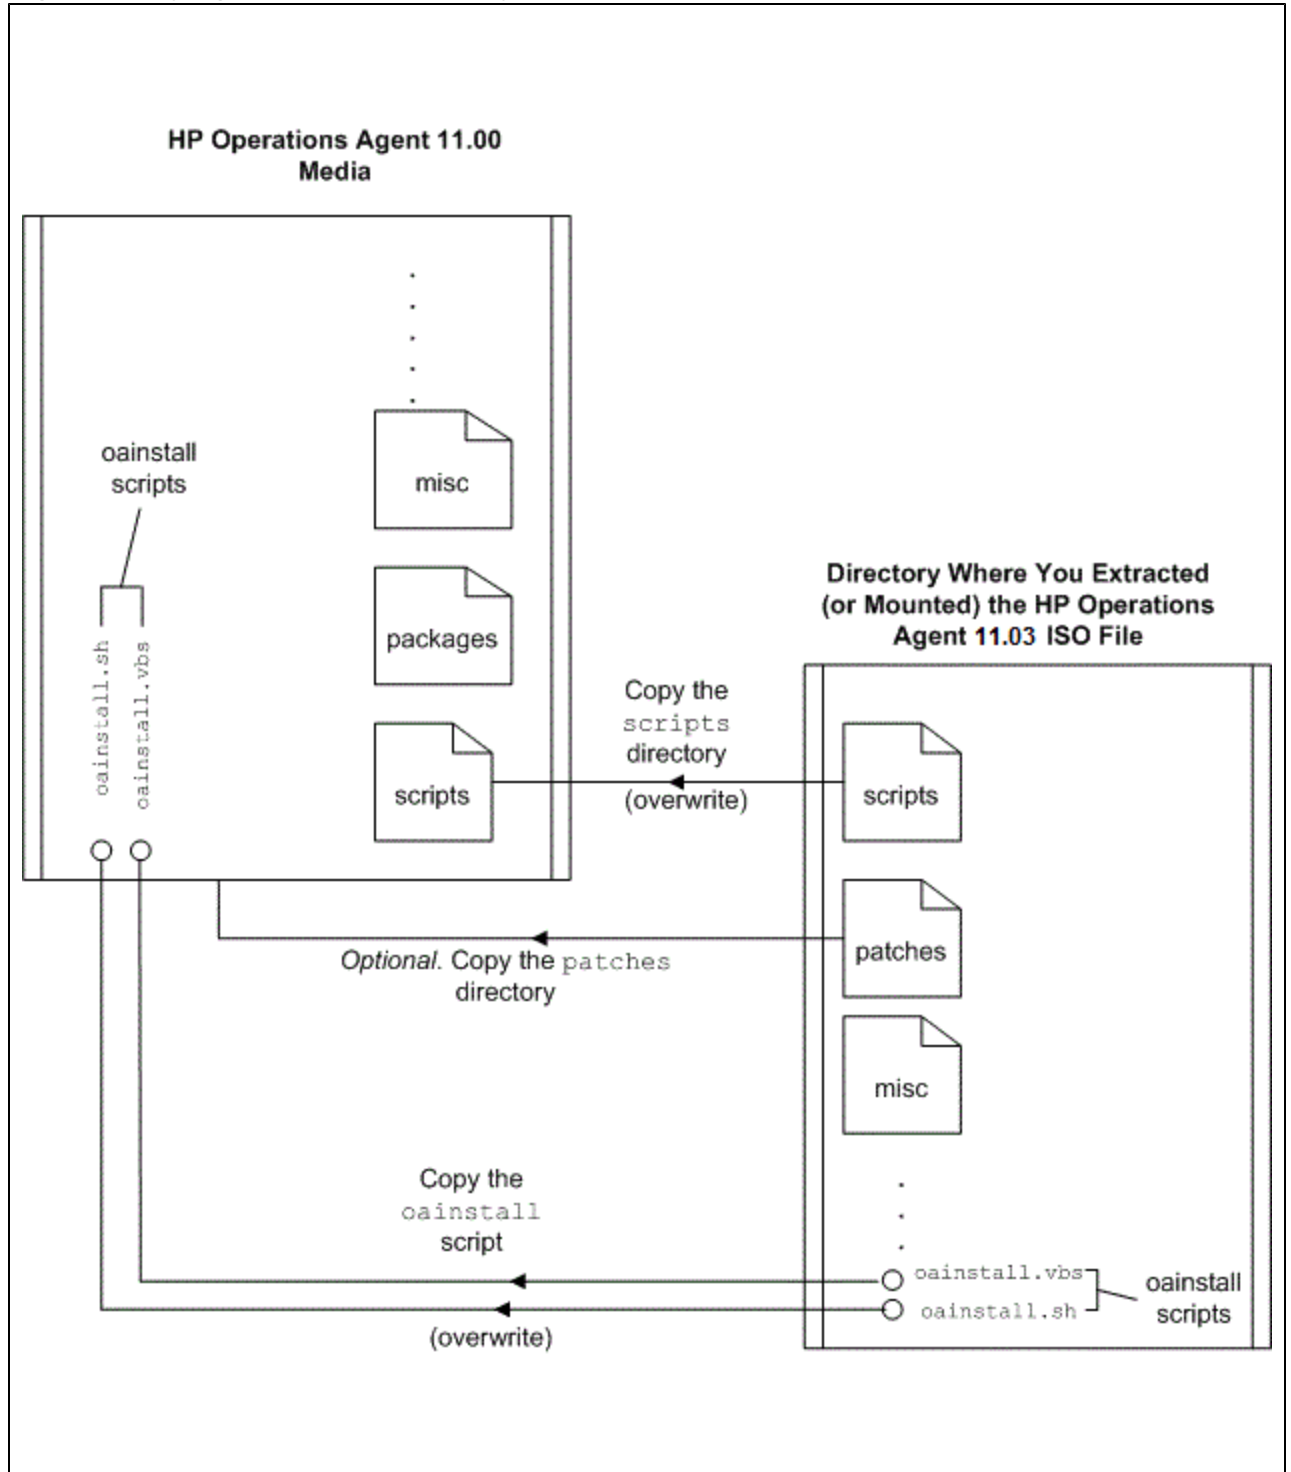 HP Operations Agent 11.00
Media
oainstall
scripts
oainstall.sh
oainstall.vbs
misc
packages
scripts
Directory Where You Extracted
(or Mounted) the HP Operations
Agent 11.03 ISO File
Copy the
scripts
directory
(overwrite)
scripts
patches
misc
Optional. Copy the patches
directory
Copy the
oainstall
script
(overwrite)
oainstall.vbs
oainstall.sh
oainstall
scripts